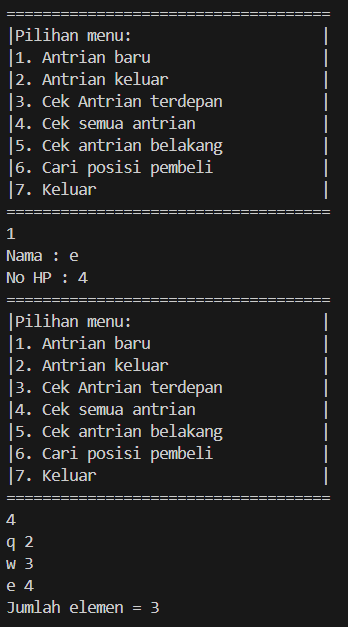 ====================================
|Pilihan menu:                     |
|1. Antrian baru                   |
|2. Antrian keluar                 |
|3. Cek Antrian terdepan           |
|4. Cek semua antrian              |
|5. Cek antrian belakang           |
|6. Cari posisi pembeli            |
|7. Keluar                         |
====================================
1
Nama : e
No HP : 4
====================================
|Pilihan menu:                     |
|1. Antrian baru                   |
|2. Antrian keluar                 |
|3. Cek Antrian terdepan           |
|4. Cek semua antrian              |
|5. Cek antrian belakang           |
|6. Cari posisi pembeli            |
|7. Keluar                         |
====================================
4
q 2
w 3
e 4
Jumlah elemen = 3